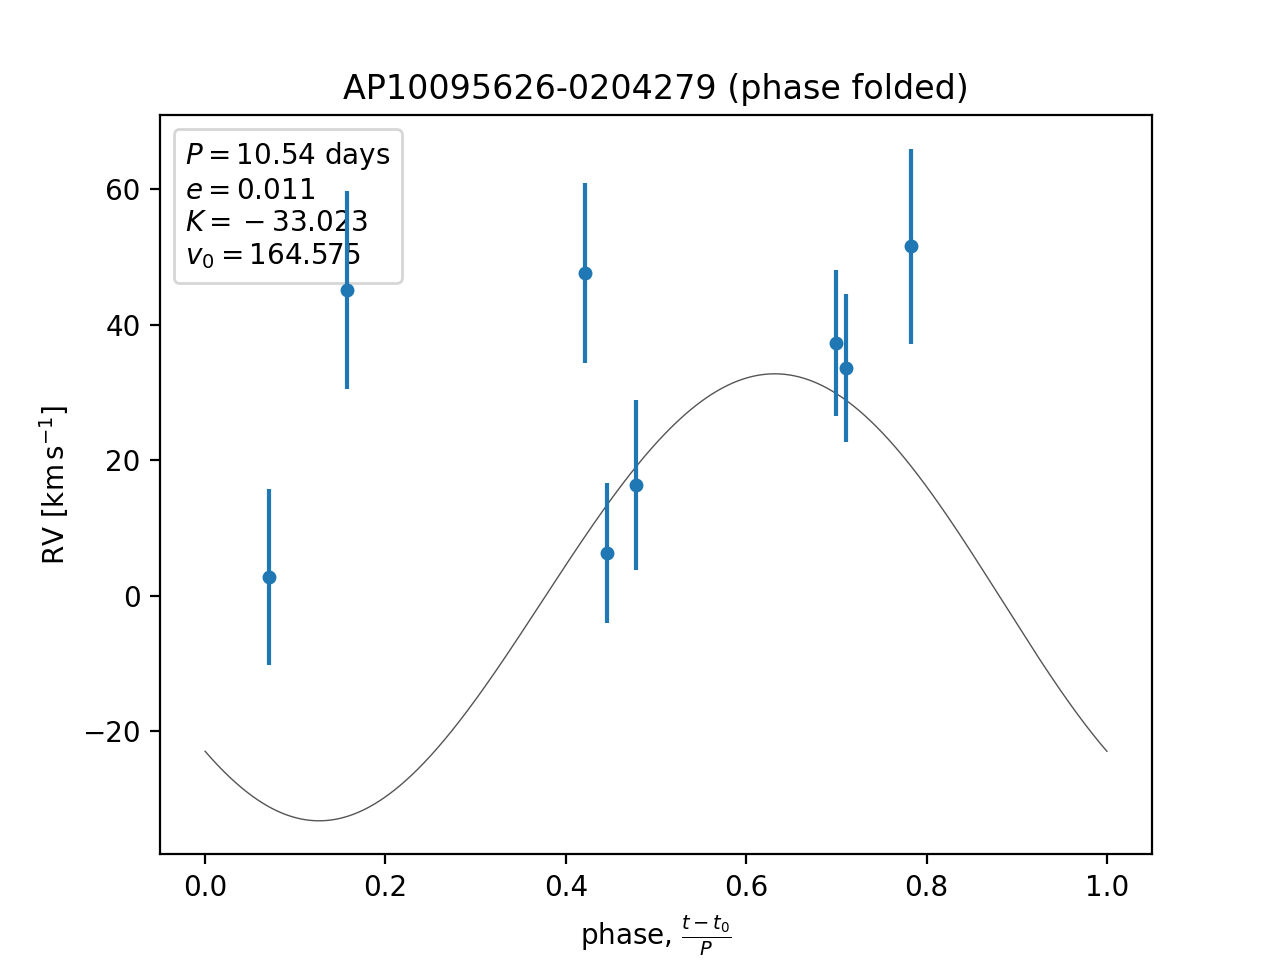 AP10095626-0204279 (phase folded)
P = 10.54 days
e = 0.011
K = −33.023
v₀ = 164.575
60
40
20
0
−20
RV [km s⁻¹]
0.0 0.2 0.4 0.6 0.8 1.0
phase, (t − t₀)/P